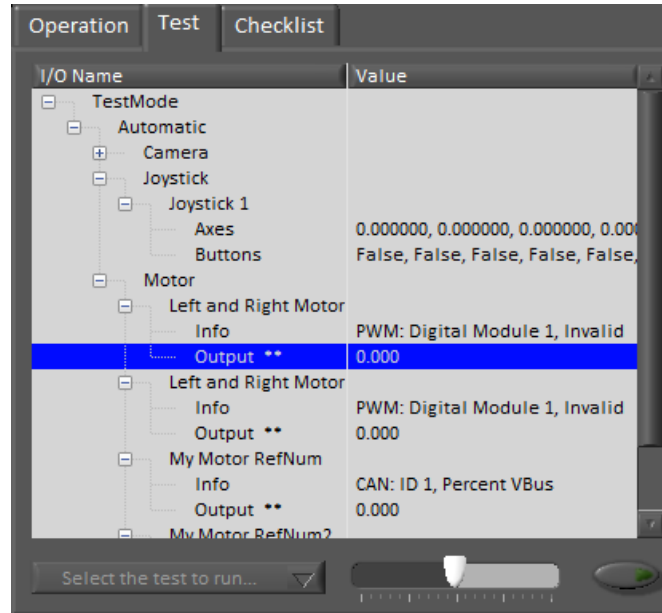 Operation Test Checklist
I/O Name Value
TestMode
Automatic
Camera
Joystick
Joystick 1
Axes 0.000000, 0.000000, 0.000000, 0.000
Buttons False, False, False, False, False,
Motor
Left and Right Motor
Info PWM: Digital Module 1, Invalid
Output ** 0.000
Left and Right Motor
Info PWM: Digital Module 1, Invalid
Output ** 0.000
My Motor RefNum
Info CAN: ID 1, Percent VBus
Output ** 0.000
My Motor RefNum2
Select the test to run...